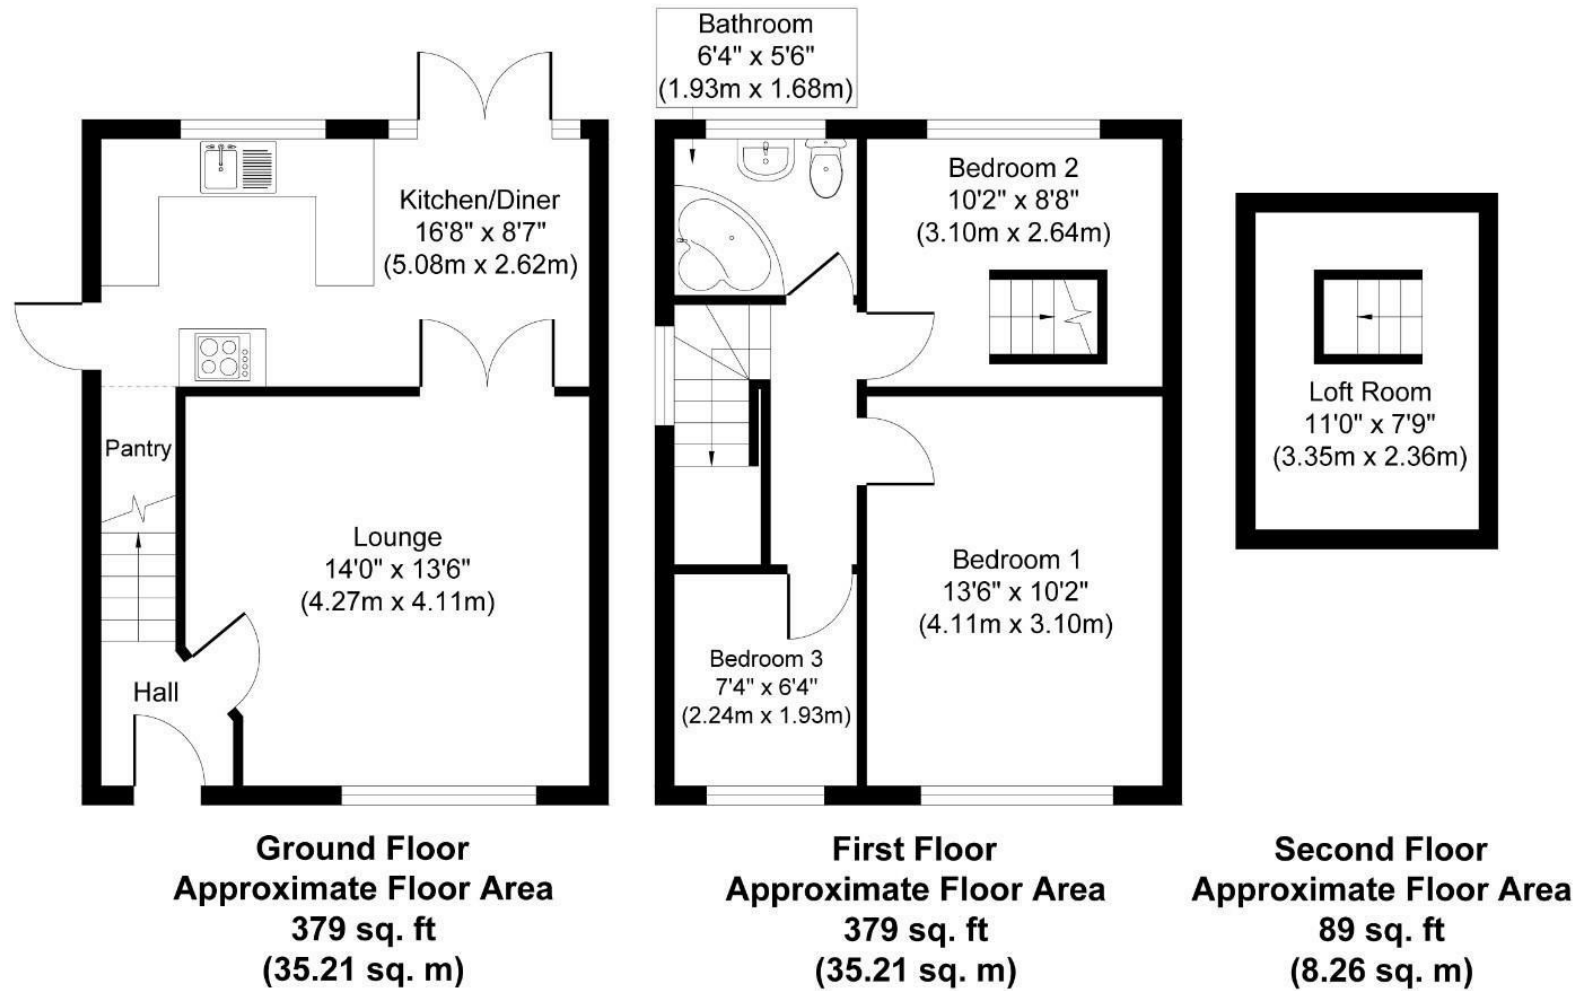 Kitchen/Diner
16'8" x 8'7"
(5.08m x 2.62m)
Pantry
Lounge
14'0" x 13'6"
(4.27m x 4.11m)
Hall
Ground Floor
Approximate Floor Area
379 sq. ft
(35.21 sq. m)
Bathroom
6'4" x 5'6"
(1.93m x 1.68m)
Bedroom 2
10'2" x 8'8"
(3.10m x 2.64m)
Bedroom 1
13'6" x 10'2"
(4.11m x 3.10m)
Bedroom 3
7'4" x 6'4"
(2.24m x 1.93m)
First Floor
Approximate Floor Area
379 sq. ft
(35.21 sq. m)
Loft Room
11'0" x 7'9"
(3.35m x 2.36m)
Second Floor
Approximate Floor Area
89 sq. ft
(8.26 sq. m)